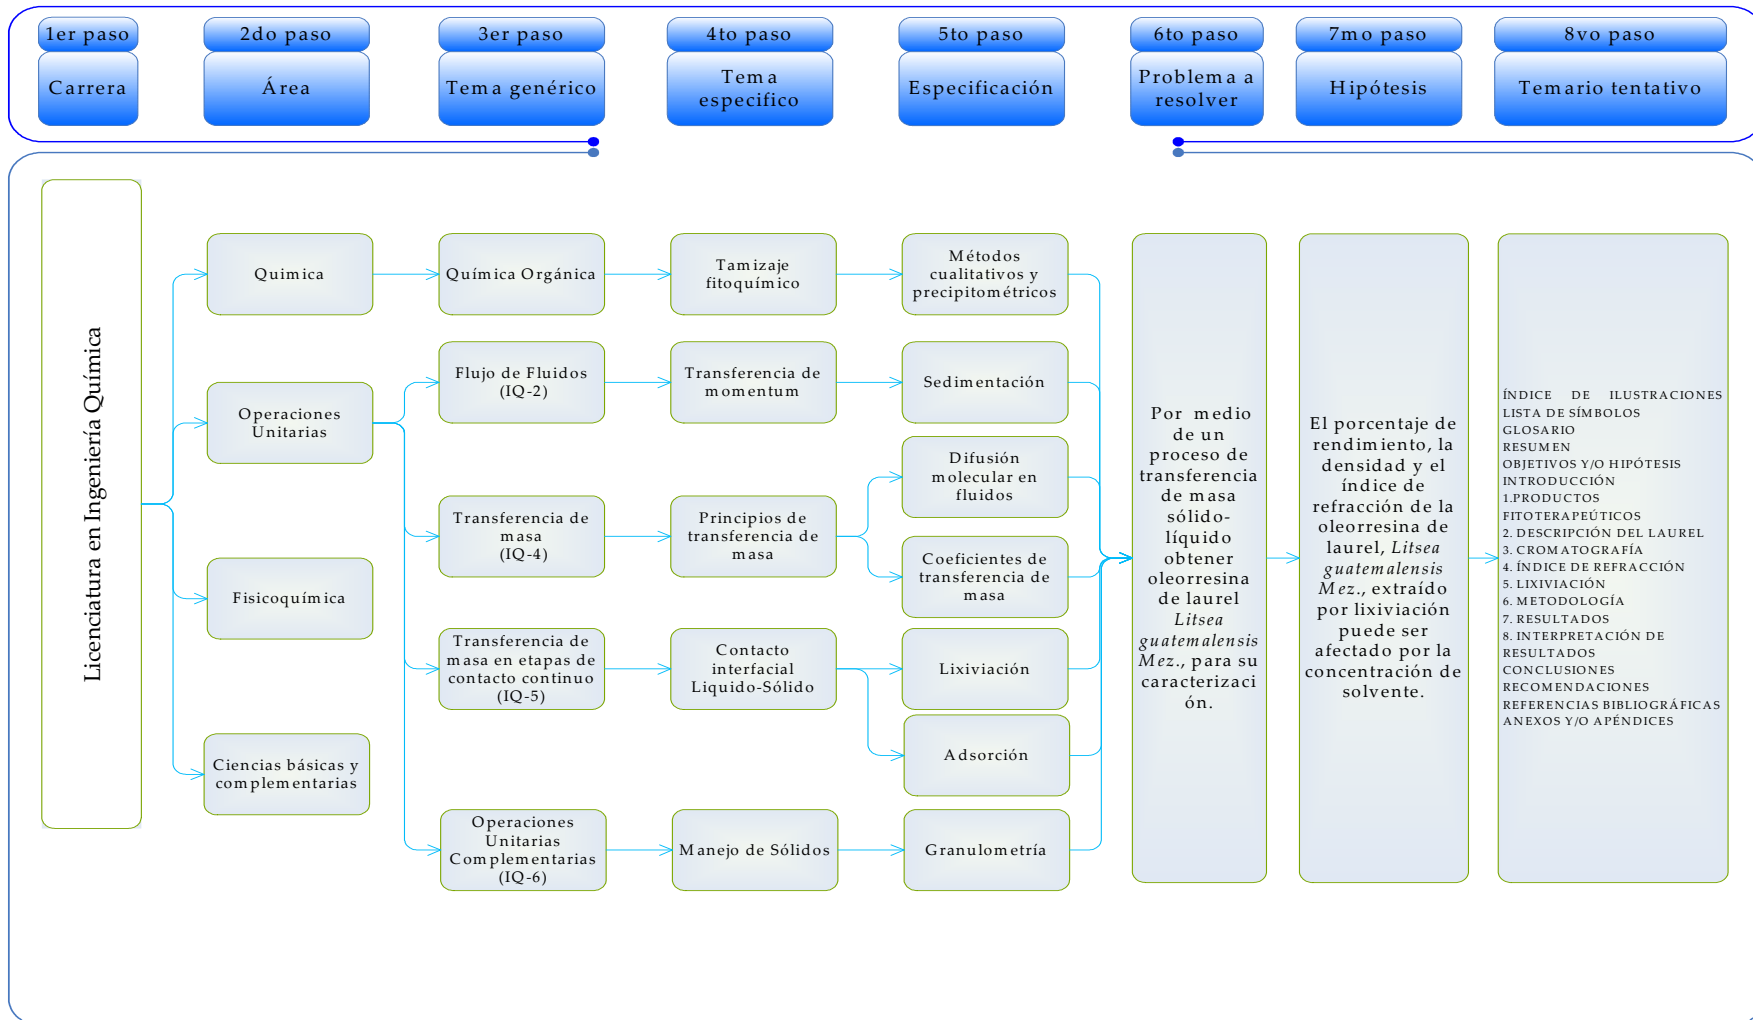 1er paso
2do paso
3er paso
4to paso
5to paso
6to paso
7mo paso
8vo paso
Carrera
Área
Tema genérico
Tema
especifico
Especificación
Problema a
resolver
Hipótesis
Temario tentativo
Licenciatura en Ingeniería Química
Quimica
Operaciones
Unitarias
Fisicoquímica
Ciencias básicas y
complementarias
Química Orgánica
Flujo de Fluidos
(IQ-2)
Transferencia de
masa
(IQ-4)
Transferencia de
masa en etapas de
contacto continuo
(IQ-5)
Operaciones
Unitarias
Complementarias
(IQ-6)
Tamizaje
fitoquímico
Transferencia de
momentum
Principios de
transferencia de
masa
Contacto
interfacial
Liquido-Sólido
Manejo de Sólidos
Métodos
cualitativos y
precipitométricos
Sedimentación
Difusión
molecular en
fluidos
Coeficientes de
transferencia de
masa
Lixiviación
Adsorción
Granulometría
Por medio
de un
proceso de
transferencia
de masa
sólido-
líquido
obtener
oleorresina
de laurel
Litsea
guatemalensis
Mez., para su
caracterizaci
ón.
El porcentaje de
rendimiento, la
densidad y el
índice de
refracción de la
oleorresina de
laurel, Litsea
guatemalensis
Mez., extraído
por lixiviación
puede ser
afectado por la
concentración de
solvente.
ÍNDICE DE ILUSTRACIONES
LISTA DE SÍMBOLOS
GLOSARIO
RESUMEN
OBJETIVOS Y/O HIPÓTESIS
INTRODUCCIÓN
1.PRODUCTOS
FITOTERAPEÚTICOS
2. DESCRIPCIÓN DEL LAUREL
3. CROMATOGRAFÍA
4. ÍNDICE DE REFRACCIÓN
5. LIXIVIACIÓN
6. METODOLOGÍA
7. RESULTADOS
8. INTERPRETACIÓN DE
RESULTADOS
CONCLUSIONES
RECOMENDACIONES
REFERENCIAS BIBLIOGRÁFICAS
ANEXOS Y/O APÉNDICES